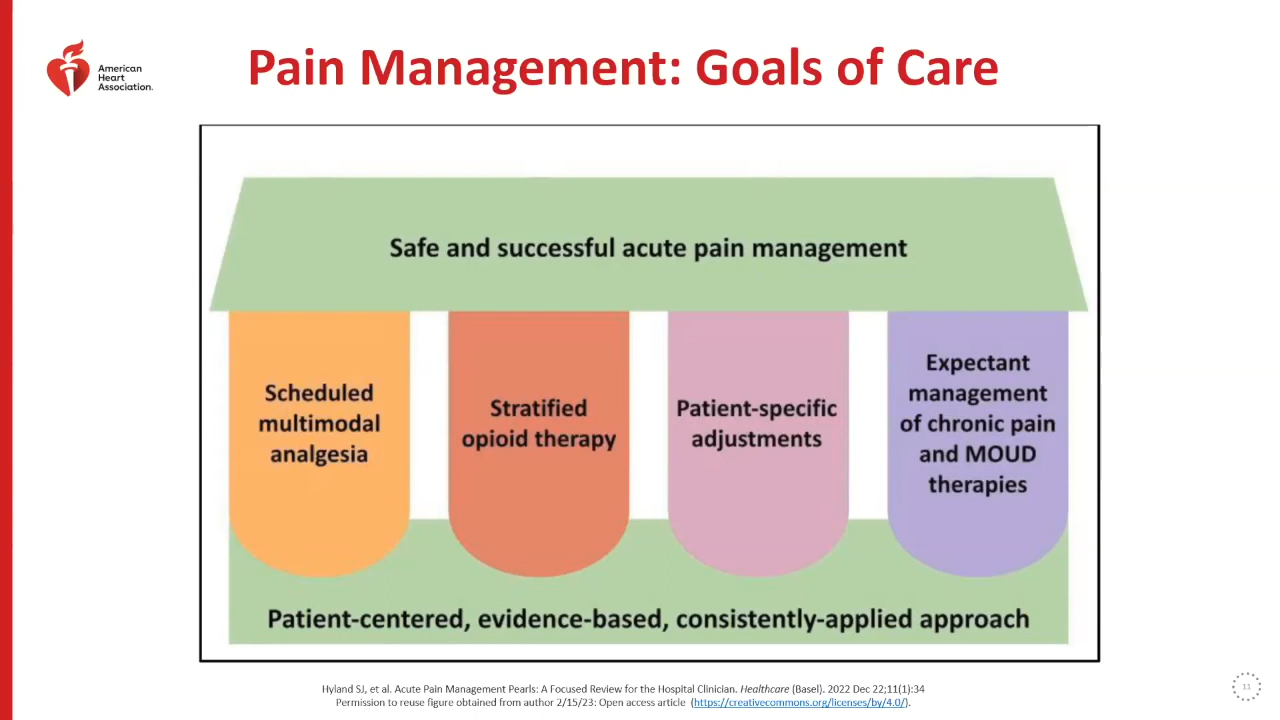 American
Heart
Association.
Pain Management: Goals of Care
Safe and successful acute pain management
Scheduled
multimodal
analgesia
Stratified
opioid therapy
Patient-specific
adjustments
Expectant
management
of chronic pain
and MOUD
therapies
Patient-centered, evidence-based, consistently-applied approach
Hyland SJ, et al. Acute Pain Management Pearls: A Focused Review for the Hospital Clinician. Healthcare (Basel). 2022 Dec 22;11(1):34
Permission to reuse figure obtained from author 2/15/23: Open access article (https://creativecommons.org/licenses/by/4.0/).
11